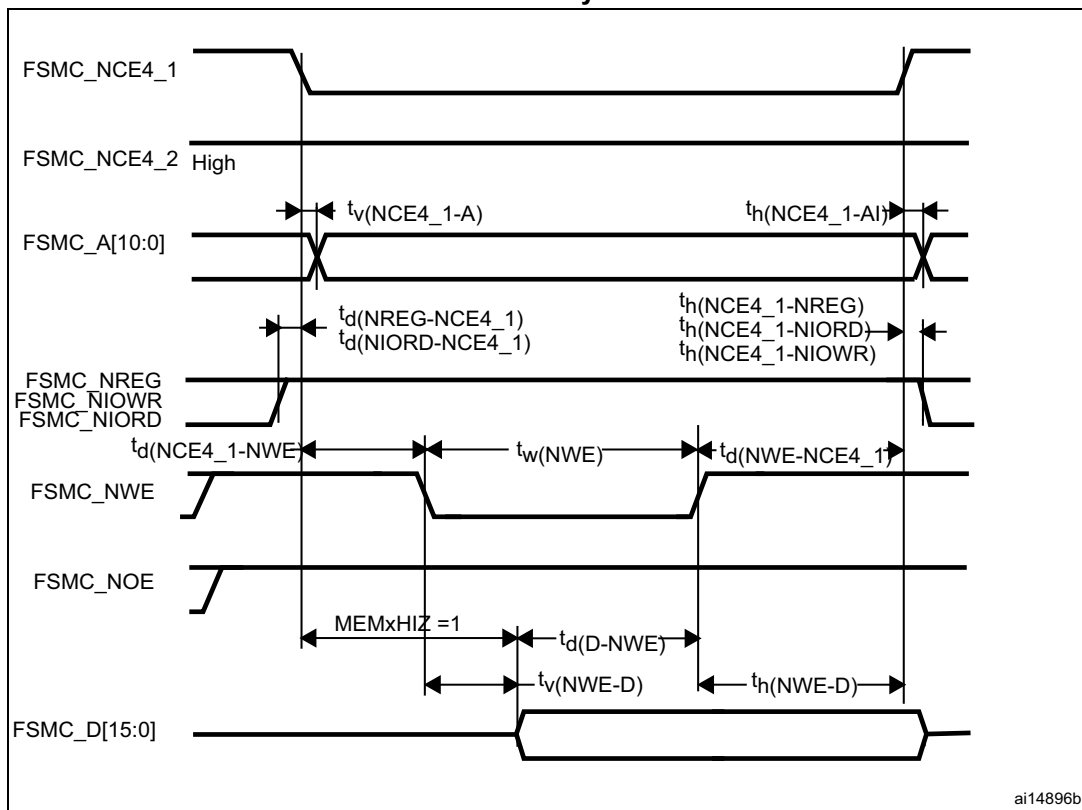 FSMC_NCE4_1
FSMC_NCE4_2 High
tv(NCE4_1-A)
th(NCE4_1-AI)
FSMC_A[10:0]
td(NREG-NCE4_1)
td(NIORD-NCE4_1)
th(NCE4_1-NREG)
th(NCE4_1-NIORD)
th(NCE4_1-NIOWR)
FSMC_NREG
FSMC_NIOWR
FSMC_NIORD
td(NCE4_1-NWE)
tw(NWE)
td(NWE-NCE4_1)
FSMC_NWE
FSMC_NOE
MEMxHIZ =1
td(D-NWE)
tv(NWE-D)
th(NWE-D)
FSMC_D[15:0]
ai14896b